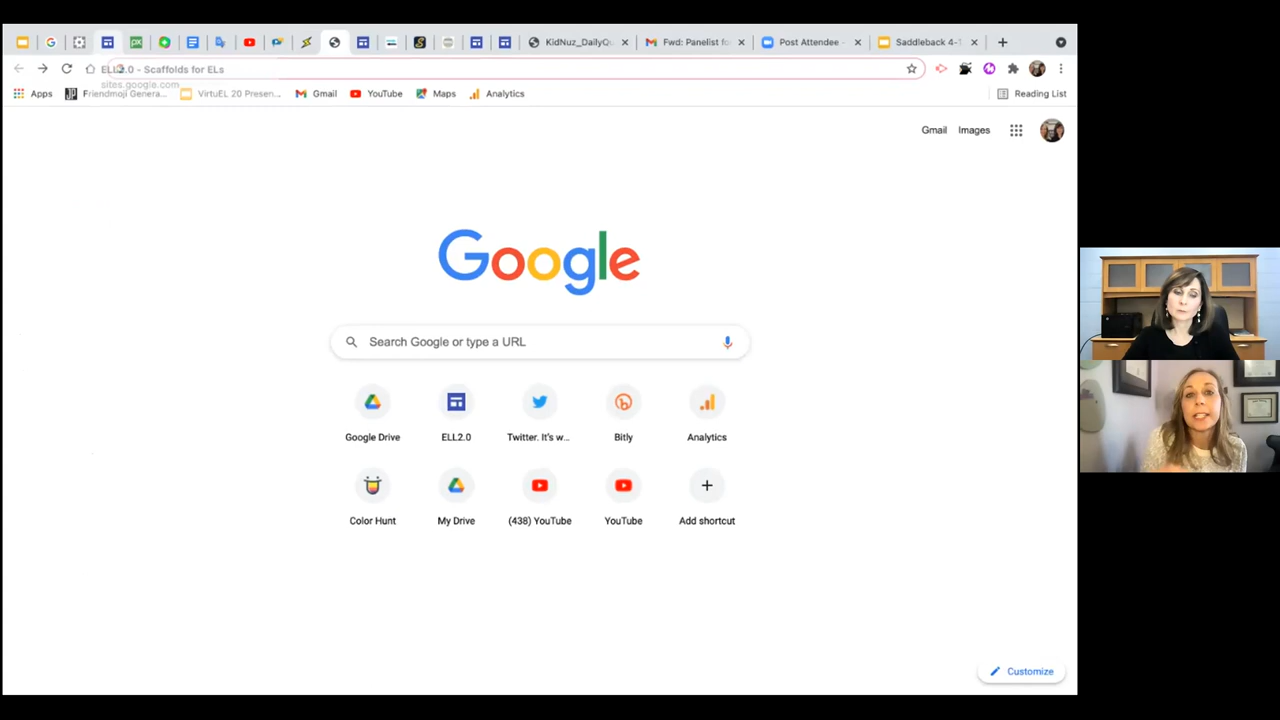 KidNuz_DailyQu
Fwd: Panelist fo
Post Attendee -
Saddleback 4-1
ELL2.0 - Scaffolds for ELs
sites.google.com
Apps
Friendmoji Genera...
VirtuEL 20 Presen...
Gmail
YouTube
Maps
Analytics
Reading List
Gmail
Images
Google
Search Google or type a URL
Google Drive
ELL2.0
Twitter. It's w...
Bitly
Analytics
Color Hunt
My Drive
(438) YouTube
YouTube
Add shortcut
Customize